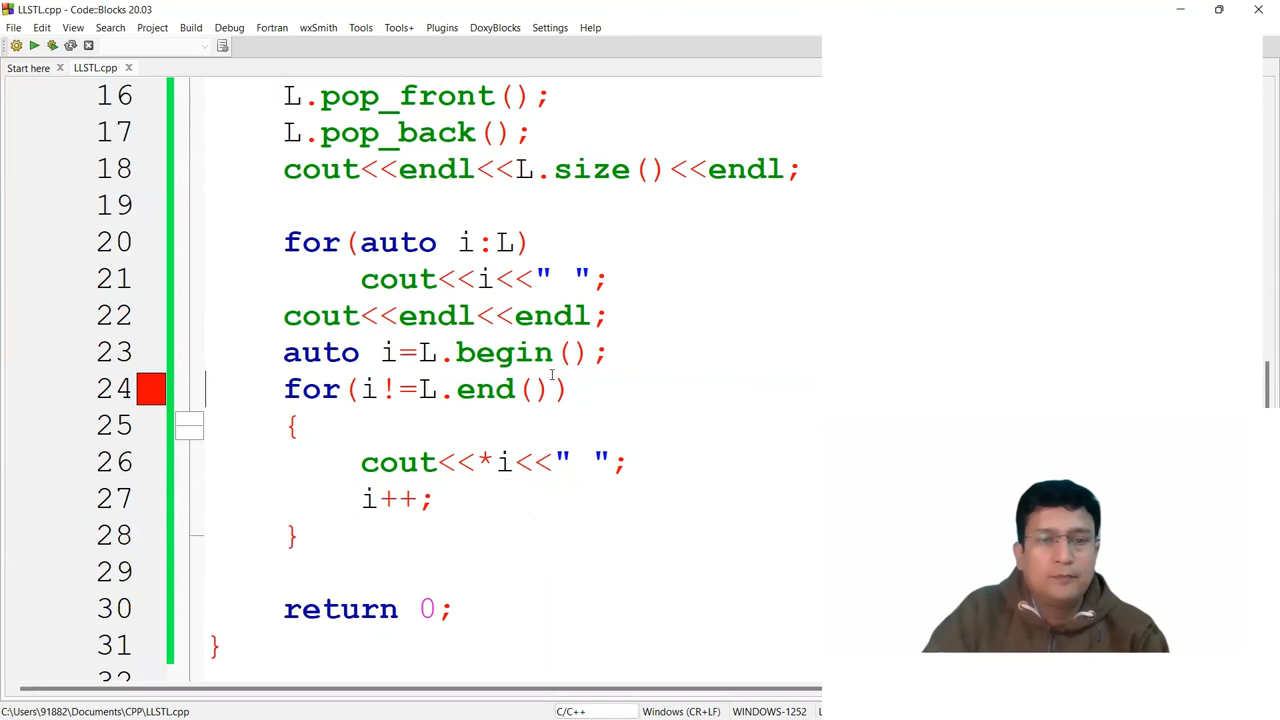 LLSTL.cpp - Code::Blocks 20.03
File Edit View Search Project Build Debug Fortran wxSmith Tools Tools+ Plugins DoxyBlocks Settings Help
Start here LLSTL.cpp
16 L.pop_front();
17 L.pop_back();
18 cout<<endl<<L.size()<<endl;
19
20 for(auto i:L)
21 cout<<i<<" ";
22 cout<<endl<<endl;
23 auto i=L.begin();
24 for(i!=L.end())
25 {
26 cout<<*i<<" ";
27 i++;
28 }
29
30 return 0;
31 }
C:\Users\91882\Documents\CPP\LLSTL.cpp C/C++ Windows (CR+LF) WINDOWS-1252